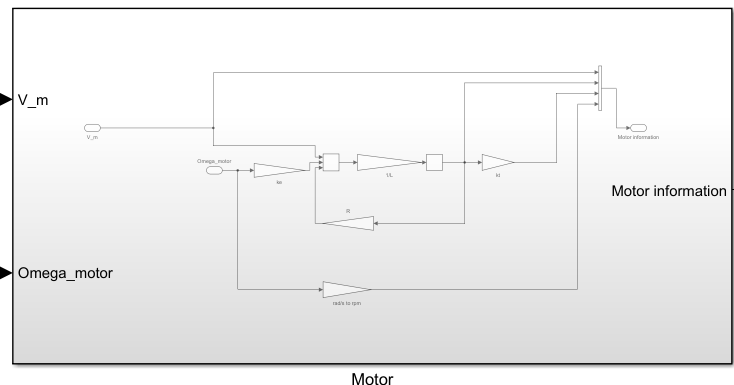 V_m
V_m
Omega_motor
ke
1/L
kt
Motor information
R
Motor information
Omega_motor
rad/s to rpm
Motor